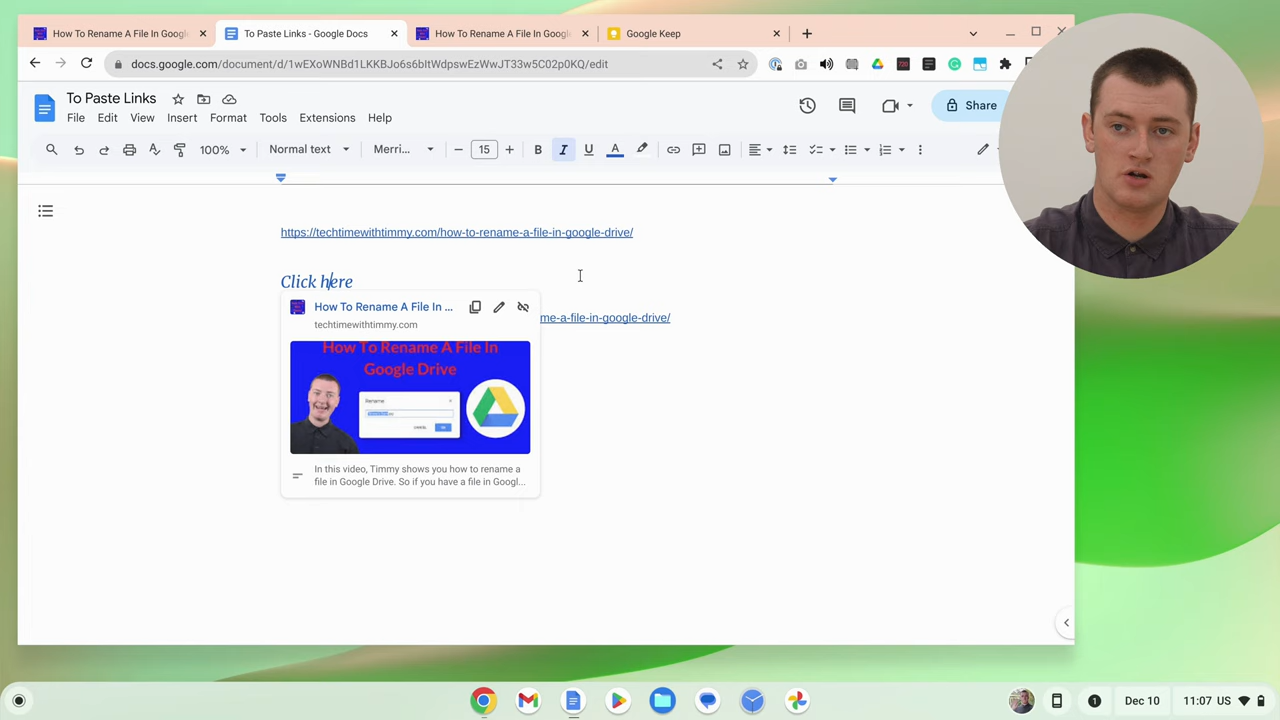 How To Rename A File In Google
To Paste Links - Google Docs
How To Rename A File In Googl
Google Keep
docs.google.com/document/d/1wEXoWNBd1LKKBJo6s6bItWdpswEzWwJT33w5C02p0KQ/edit
To Paste Links
File Edit View Insert Format Tools Extensions Help
Share
100% Normal text Merri... 15
https://techtimewithtimmy.com/how-to-rename-a-file-in-google-drive/
Click here
How To Rename A File In ...
techtimewithtimmy.com
me-a-file-in-google-drive/
How To Rename A File In
Google Drive
Rename
In this video, Timmy shows you how to rename a
file in Google Drive. So if you have a file in Googl...
1 Dec 10 11:07 US